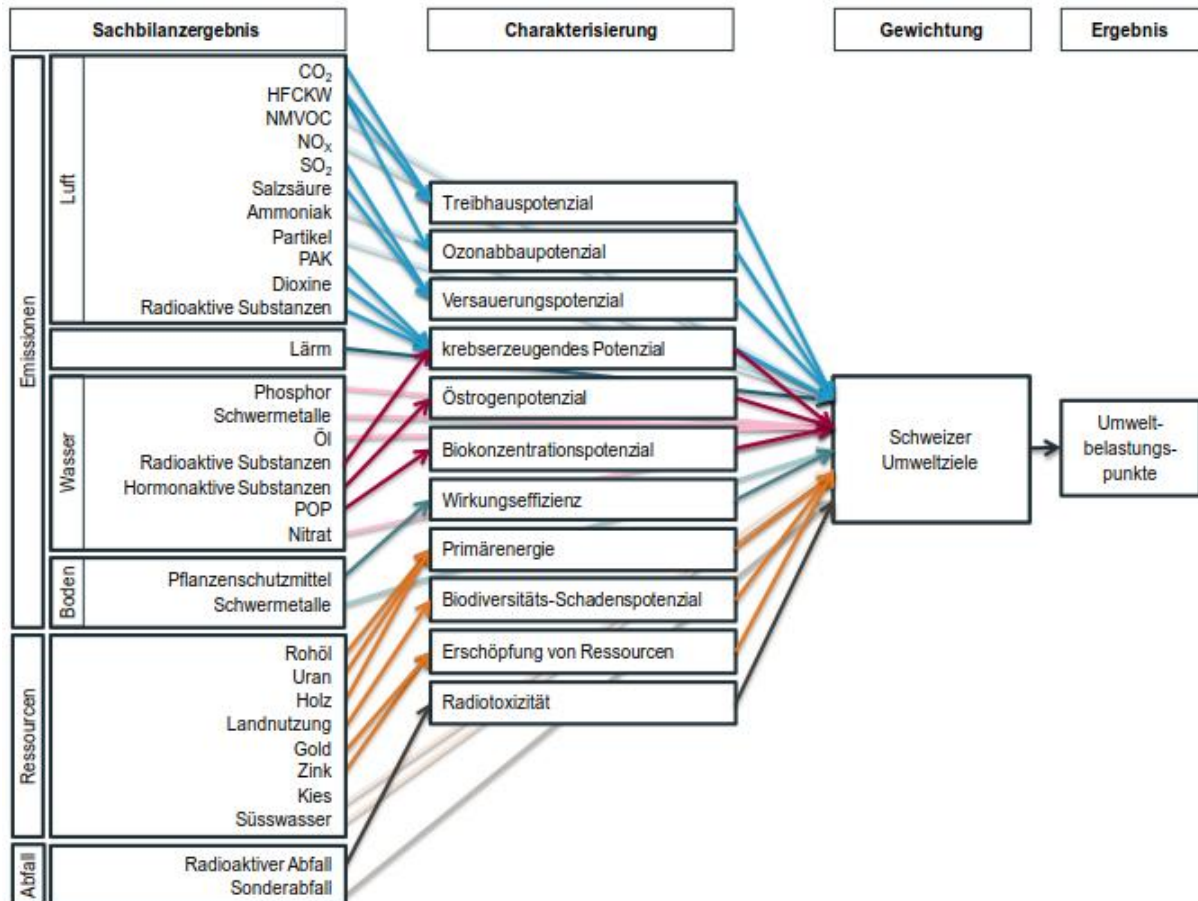 Sachbilanzergebnis
Charakterisierung
Gewichtung
Ergebnis
Emissionen
Luft
CO₂
HFCKW
NMVOC
NOₓ
SO₂
Salzsäure
Ammoniak
Partikel
PAK
Dioxine
Radioaktive Substanzen
Lärm
Wasser
Phosphor
Schwermetalle
Öl
Radioaktive Substanzen
Hormonaktive Substanzen
POP
Nitrat
Boden
Pflanzenschutzmittel
Schwermetalle
Ressourcen
Rohöl
Uran
Holz
Landnutzung
Gold
Zink
Kies
Süsswasser
Abfall
Radioaktiver Abfall
Sonderabfall
Treibhauspotenzial
Ozonabbaupotenzial
Versauerungspotenzial
krebserzeugendes Potenzial
Östrogenpotenzial
Biokonzentrationspotenzial
Wirkungseffizienz
Primärenergie
Biodiversitäts-Schadenspotenzial
Erschöpfung von Ressourcen
Radiotoxizität
Schweizer
Umweltziele
Umwelt-
belastungs-
punkte